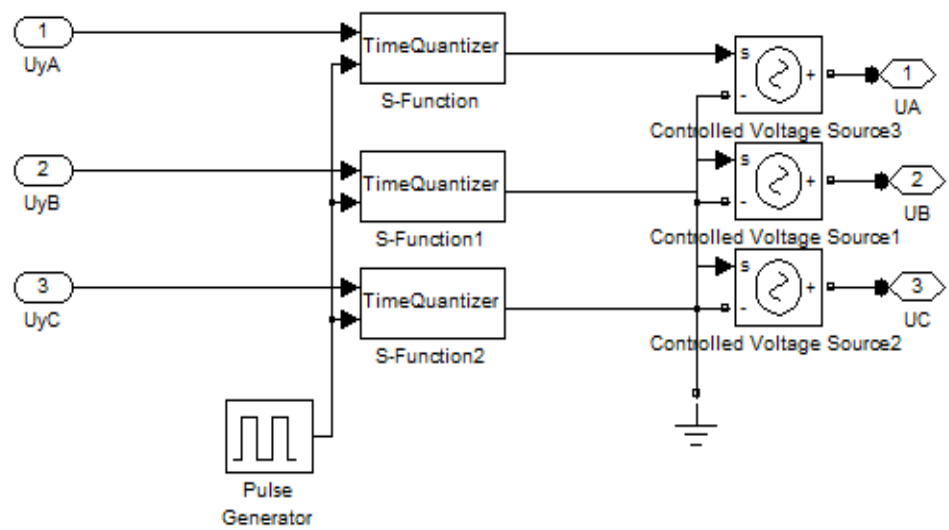 1
UyA
TimeQuantizer
S-Function
s
+
-
Controlled Voltage Source3
1
UA
2
UyB
TimeQuantizer
S-Function1
s
+
-
Controlled Voltage Source1
2
UB
3
UyC
TimeQuantizer
S-Function2
s
+
-
Controlled Voltage Source2
3
UC
Pulse
Generator